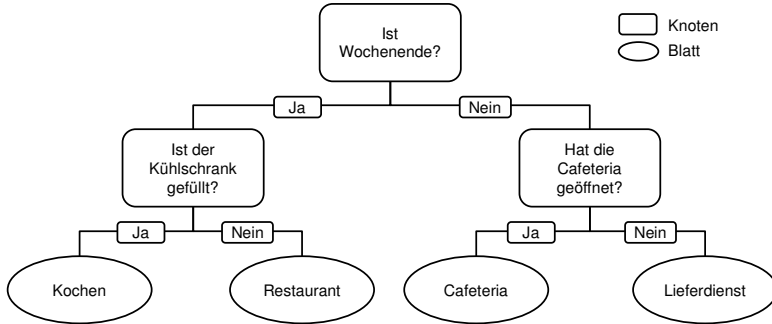 Ist
Wochenende?
Knoten
Blatt
Ja
Nein
Ist der
Kühlschrank
gefüllt?
Hat die
Cafeteria
geöffnet?
Ja
Nein
Ja
Nein
Kochen
Restaurant
Cafeteria
Lieferdienst